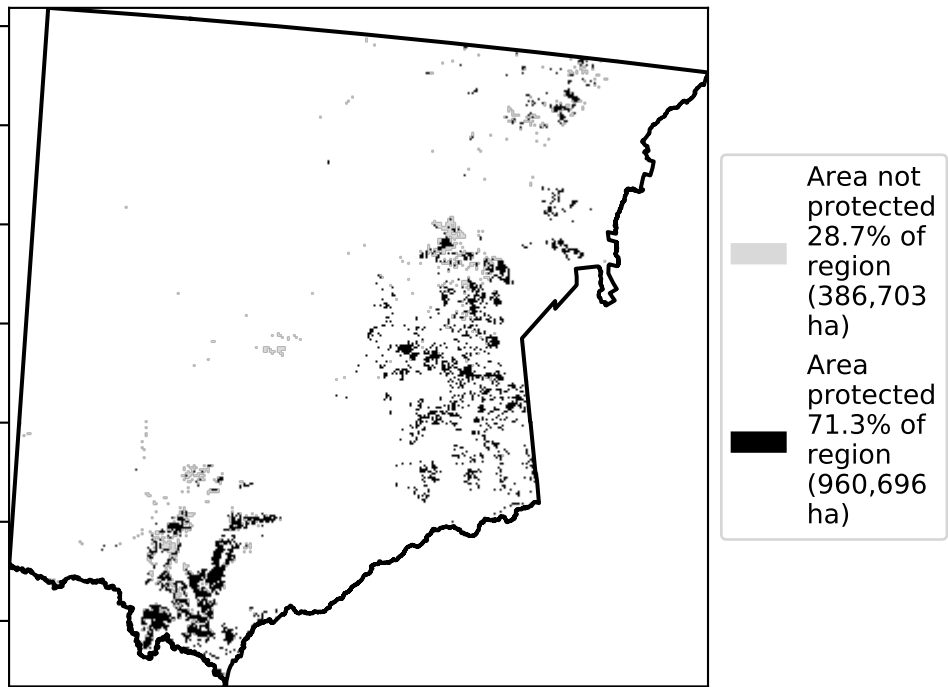 Area not
protected
28.7% of
region
(386,703
ha)
Area
protected
71.3% of
region
(960,696
ha)